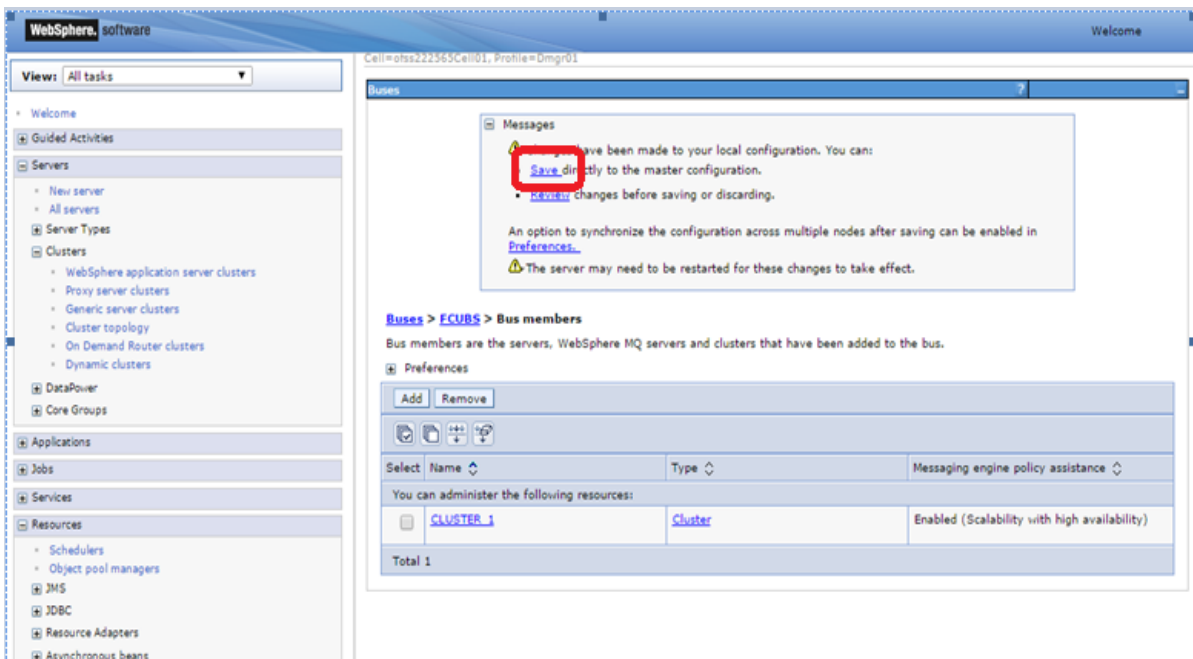 WebSphere. software
Welcome
View: All tasks
Cell=ofss222565Cell01, Profile=Dmgr01
Welcome
Guided Activities
Servers
New server
All servers
Server Types
Clusters
WebSphere application server clusters
Proxy server clusters
Generic server clusters
Cluster topology
On Demand Router clusters
Dynamic clusters
DataPower
Core Groups
Applications
Jobs
Services
Resources
Schedulers
Object pool managers
JMS
JDBC
Resource Adapters
Asynchronous beans
Buses ?
Messages
have been made to your local configuration. You can:
Save directly to the master configuration.
Review changes before saving or discarding.
An option to synchronize the configuration across multiple nodes after saving can be enabled in
Preferences.
The server may need to be restarted for these changes to take effect.
Buses > FCUBS > Bus members
Bus members are the servers, WebSphere MQ servers and clusters that have been added to the bus.
Preferences
Add Remove
Select Name Type Messaging engine policy assistance
You can administer the following resources:
CLUSTER_1 Cluster Enabled (Scalability with high availability)
Total 1